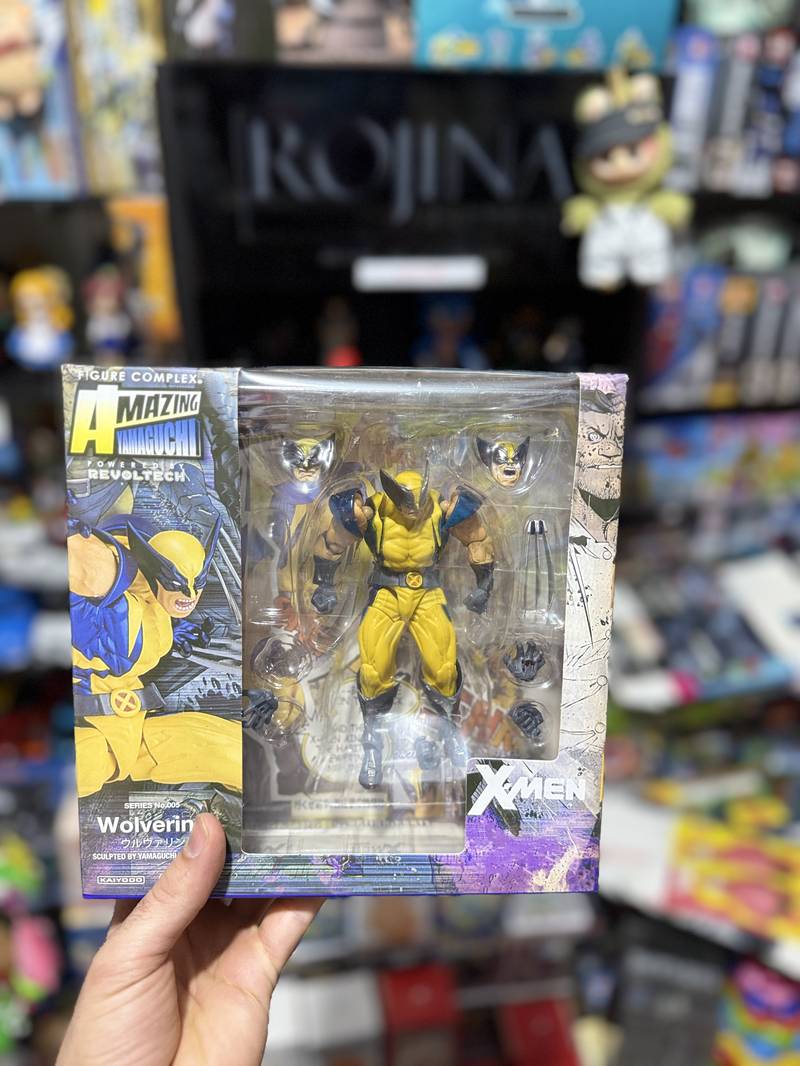 ROJINA
FIGURE COMPLEX
AMAZING
YAMAGUCHI
POWERED by
REVOLTECH
SERIES No.005
Wolverin
ウルヴァリン
SCULPTED BY YAMAGUCHI
KAIYODO
X-MEN